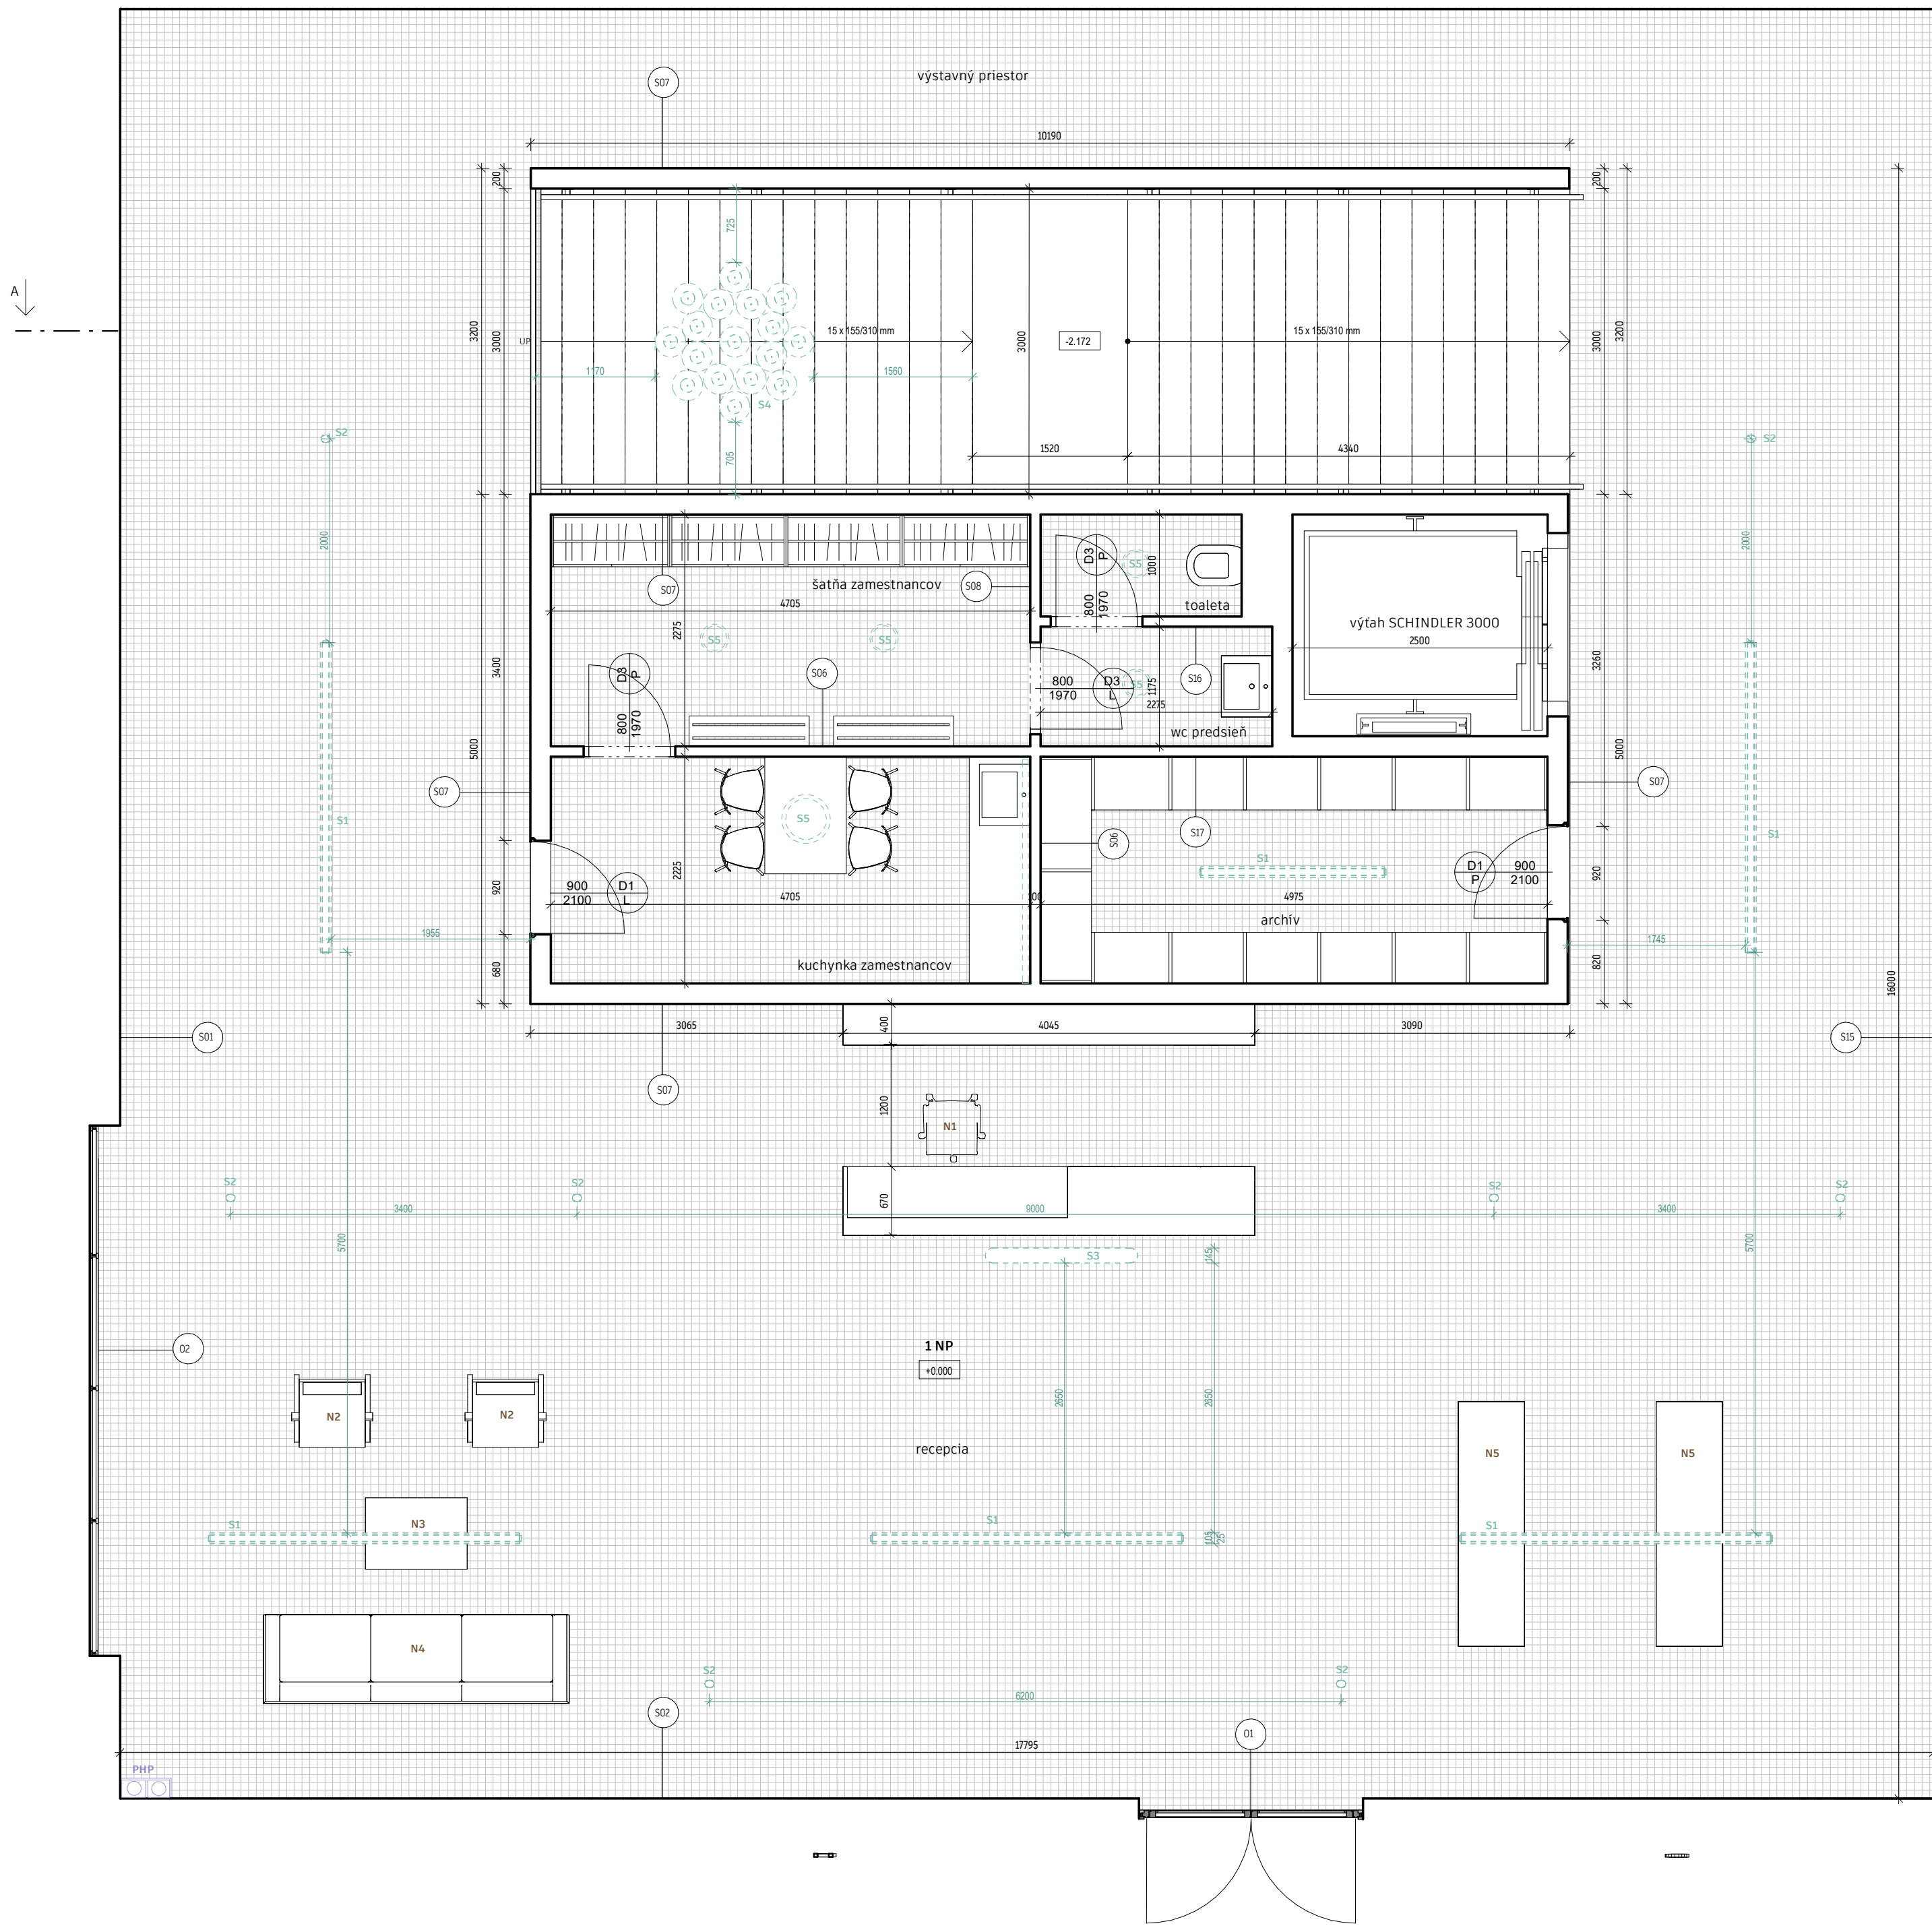 výstavný priestor
S07
10190
200
200
725
A
15 x 155/310 mm
15 x 155/310 mm
UP
-2.172
3200
3000
3000
3000
3200
1170
1560
S4
S2
S2
705
1520
4340
2000
2000
D3
P
1000
S5
šatňa zamestnancov
S07
S08
800
1970
toaleta
4705
2275
výťah SCHINDLER 3000
2500
S5
S5
3400
3260
D3
P
S06
800
1970
D3
L
S5
1175
S16
2275
800
1970
wc predsieň
5000
5000
S07
S07
S1
S5
S06
S17
S1
S1
2225
900
2100
D1
L
D1
P
900
2100
920
920
4705
100
4975
archív
1955
1745
kuchynka zamestnancov
680
820
16000
3065
400
4045
3090
S01
S15
S07
1200
N1
S2
S2
S2
S2
3400
670
9000
3400
5700
5700
S3
145
02
1 NP
+0.000
2650
2650
N2
N2
recepcia
N5
N5
S1
N3
S1
105
25
S1
N4
S2
S2
6200
S02
01
17795
PHP